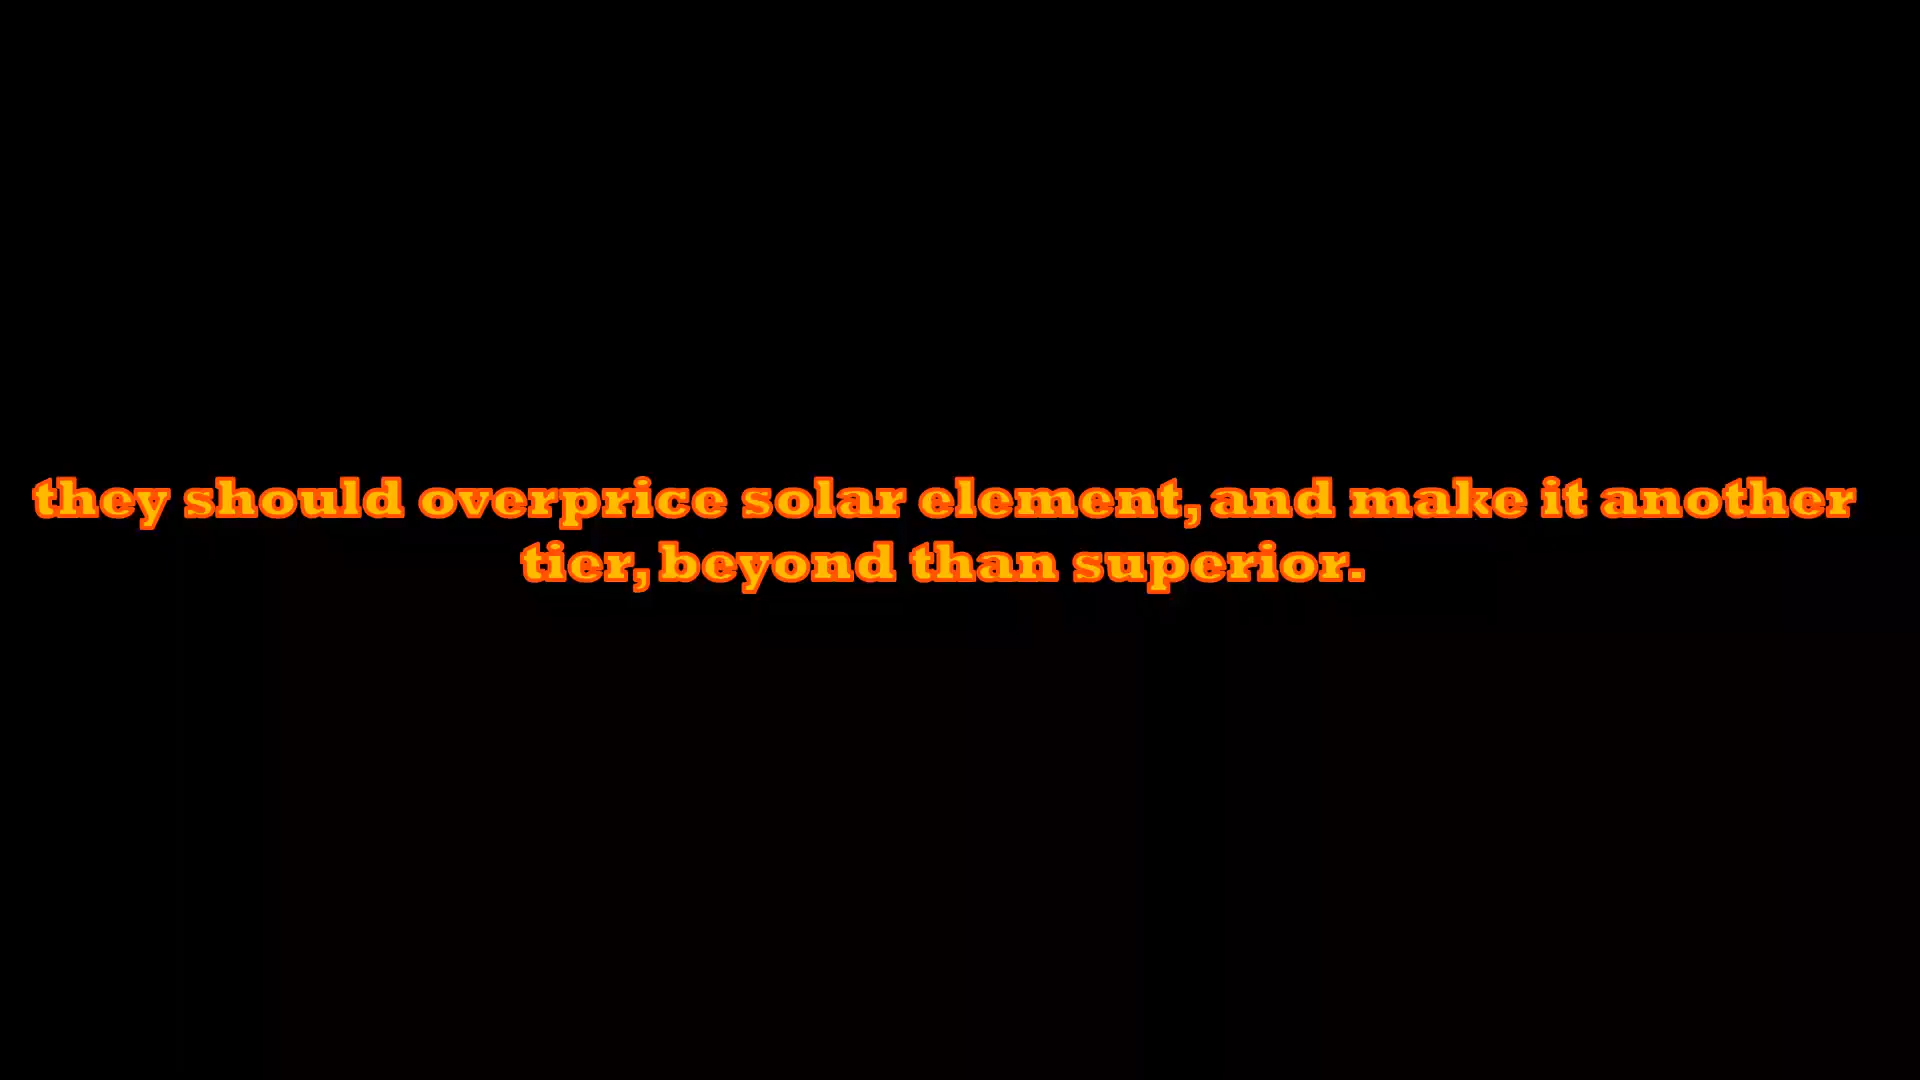 they should overprice solar element, and make it another
tier, beyond than superior.